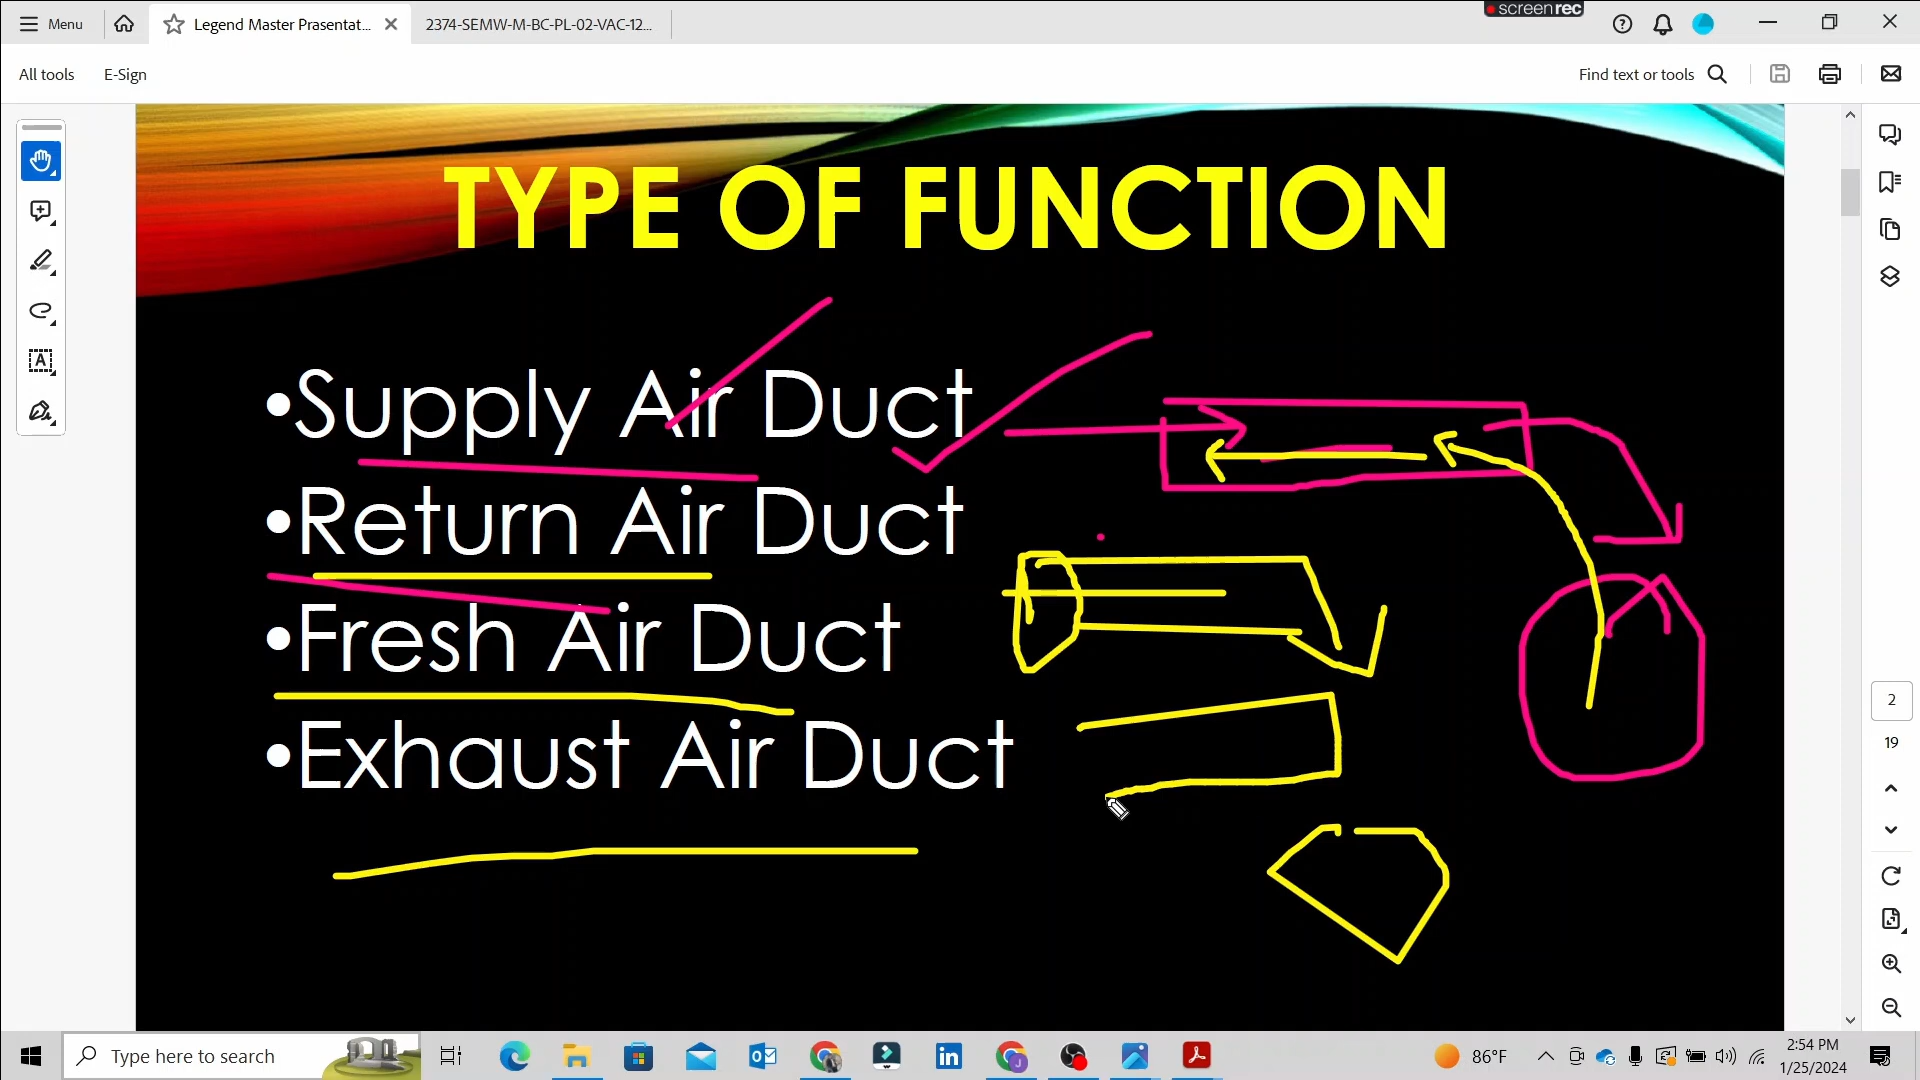 screenrec
Menu
Legend Master Prasentat...
2374-SEMW-M-BC-PL-02-VAC-12...
All tools
E-Sign
Find text or tools
TYPE OF FUNCTION
•Supply Air Duct
•Return Air Duct
•Fresh Air Duct
•Exhaust Air Duct
2
19
Type here to search
86°F
2:54 PM
1/25/2024